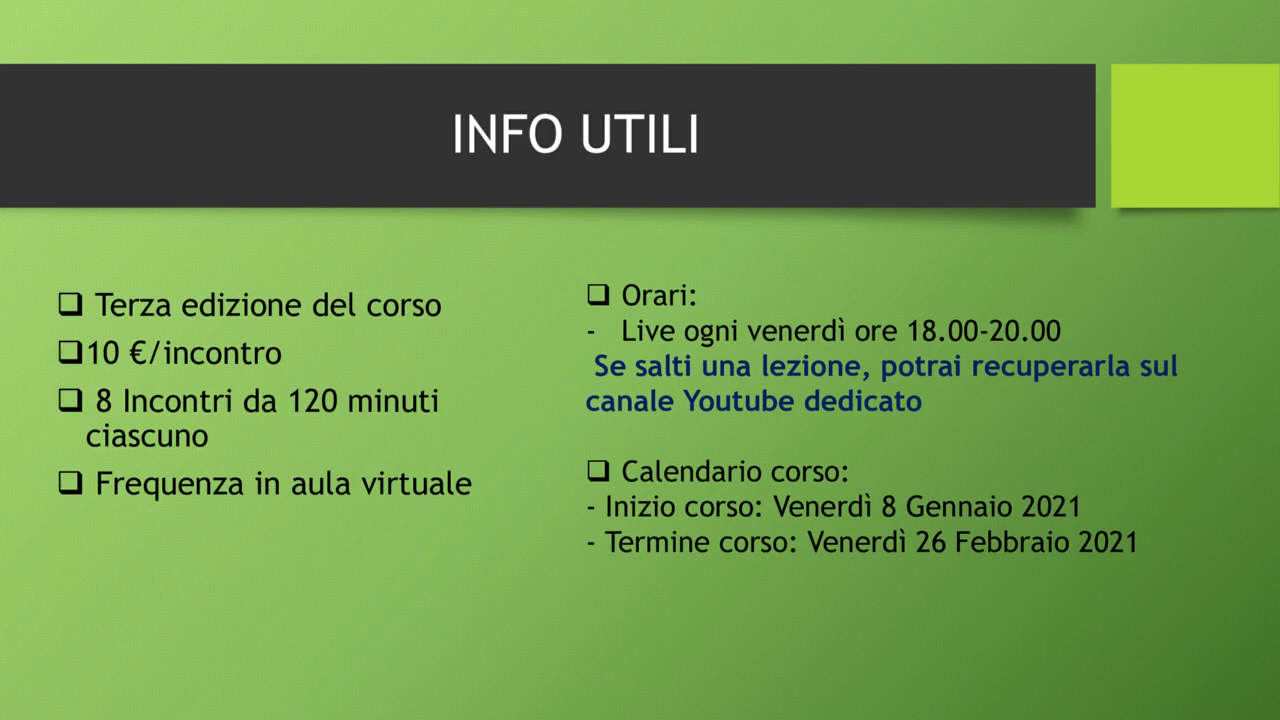 INFO UTILI
❑ Terza edizione del corso
❑10 €/incontro
❑ 8 Incontri da 120 minuti
ciascuno
❑ Frequenza in aula virtuale
❑ Orari:
- Live ogni venerdì ore 18.00-20.00
Se salti una lezione, potrai recuperarla sul
canale Youtube dedicato
❑ Calendario corso:
- Inizio corso: Venerdì 8 Gennaio 2021
- Termine corso: Venerdì 26 Febbraio 2021